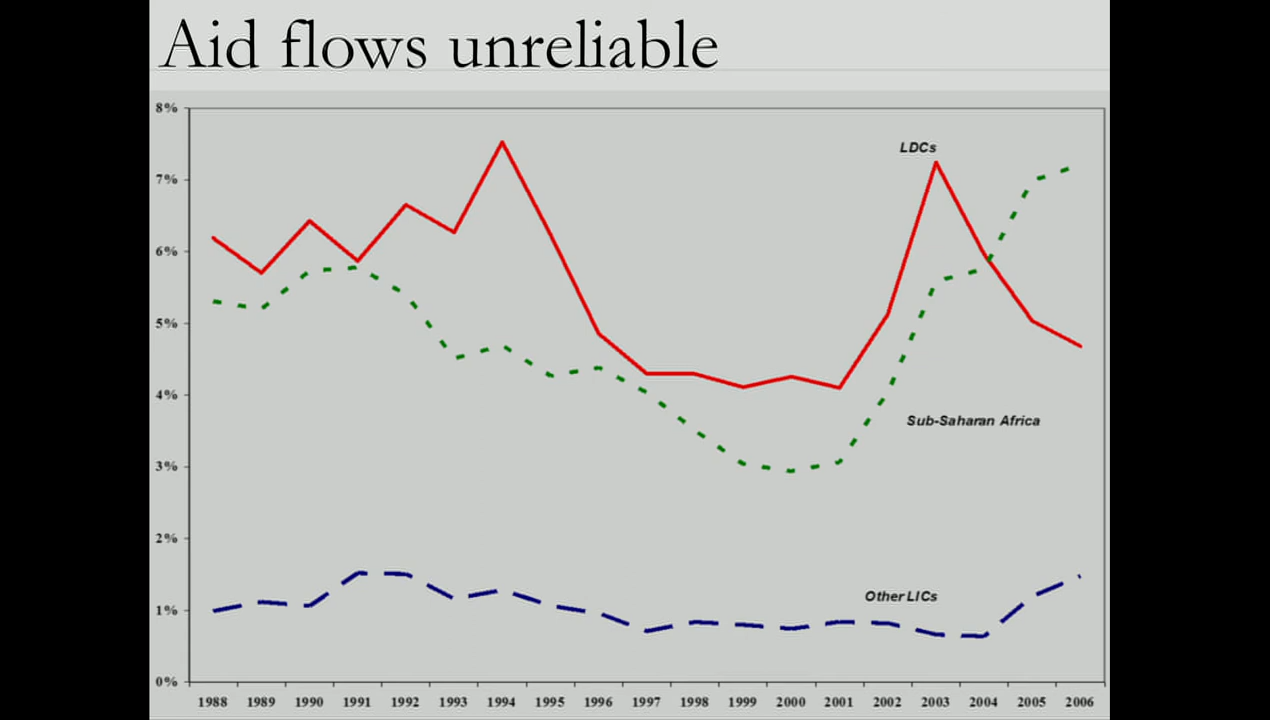 Aid flows unreliable
8%
7%
6%
5%
4%
3%
2%
1%
0%
LDCs
Sub-Saharan Africa
Other LICs
1988 1989 1990 1991 1992 1993 1994 1995 1996 1997 1998 1999 2000 2001 2002 2003 2004 2005 2006